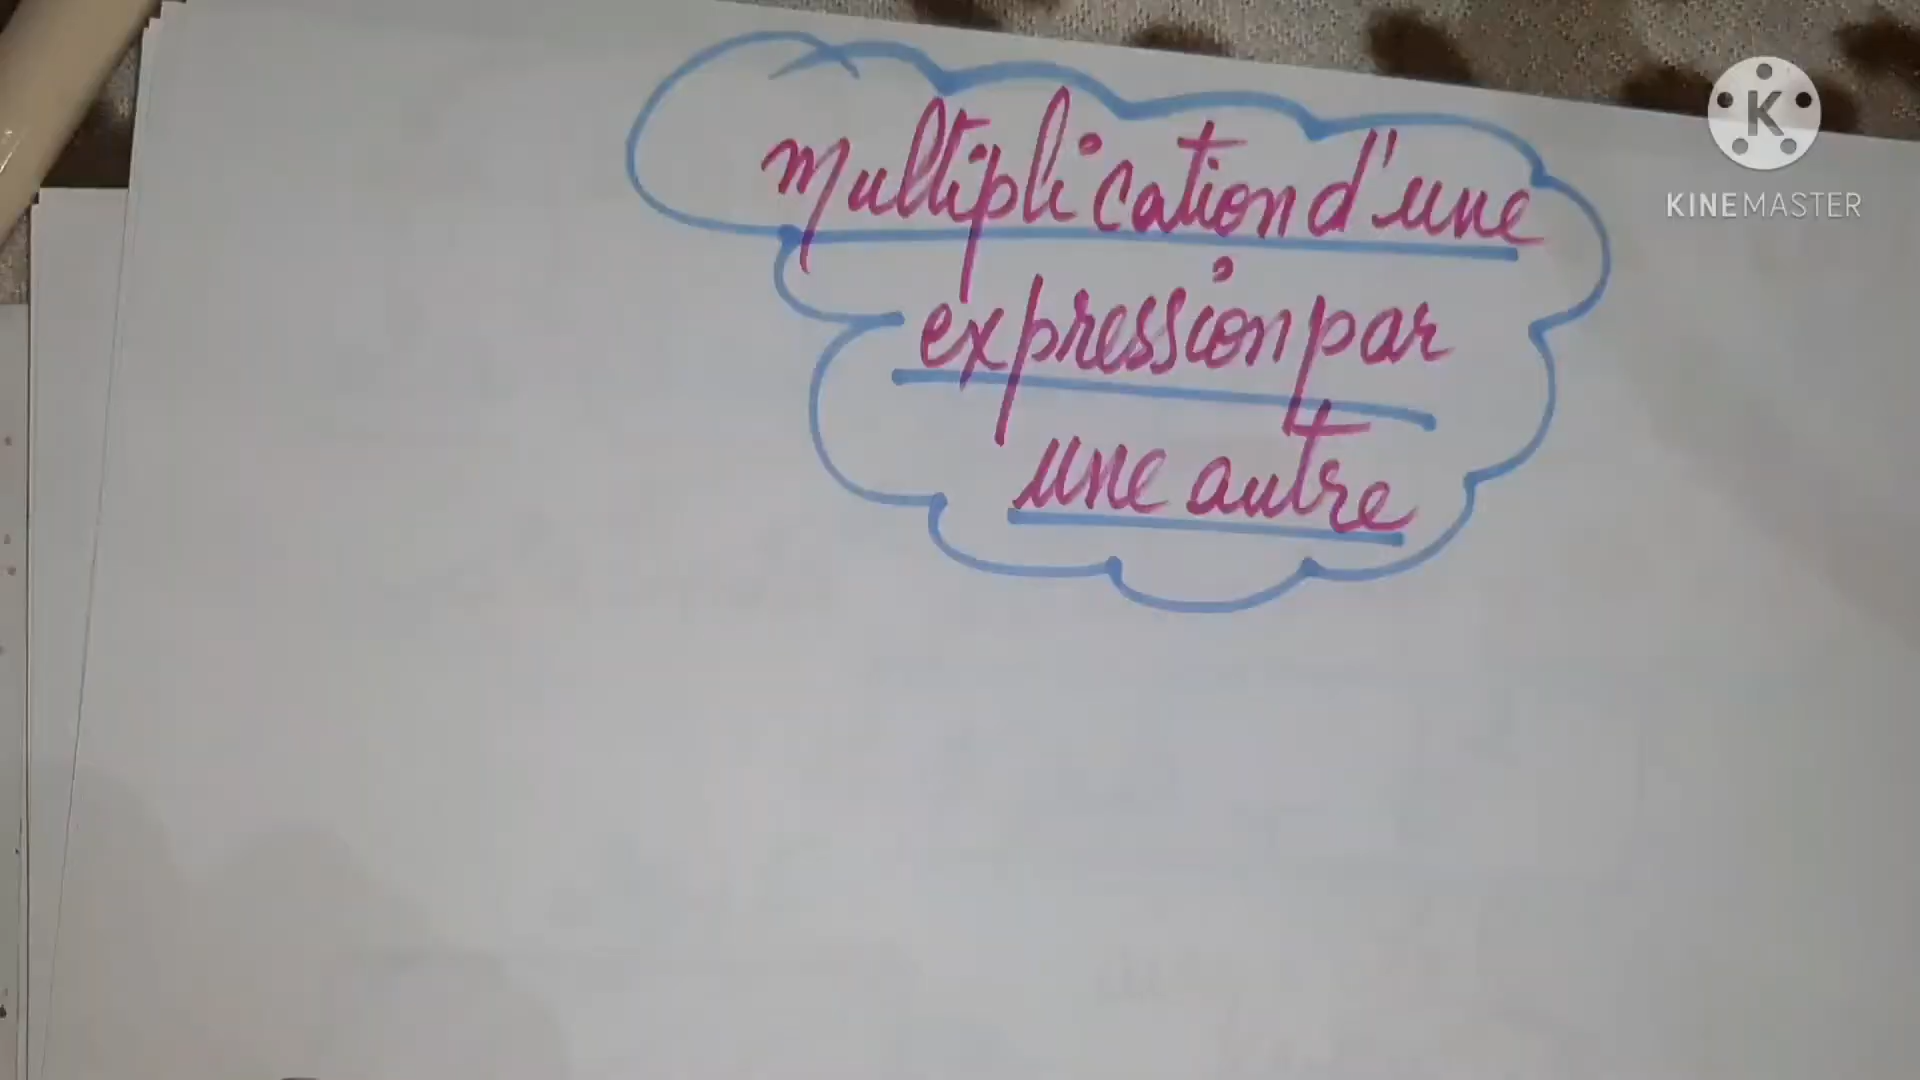 multiplication d'une
expression par
une autre
K
KINEMASTER